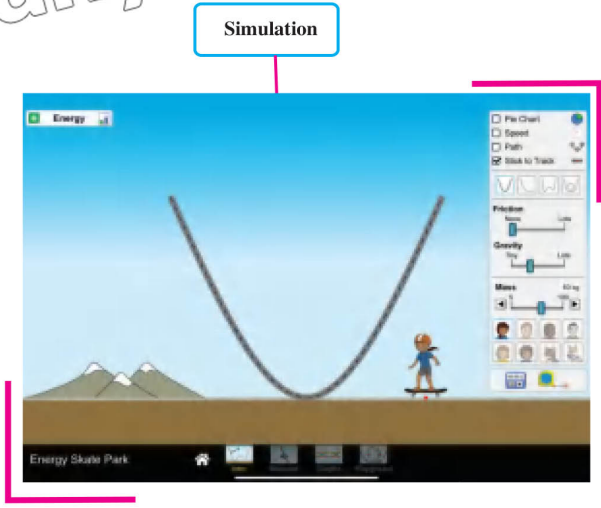 Simulation
Energy
Pie Chart
Speed
Path
Stick to Track
Friction
None Lots
Gravity
Tiny Lots
Mass
Energy Skate Park
Intro